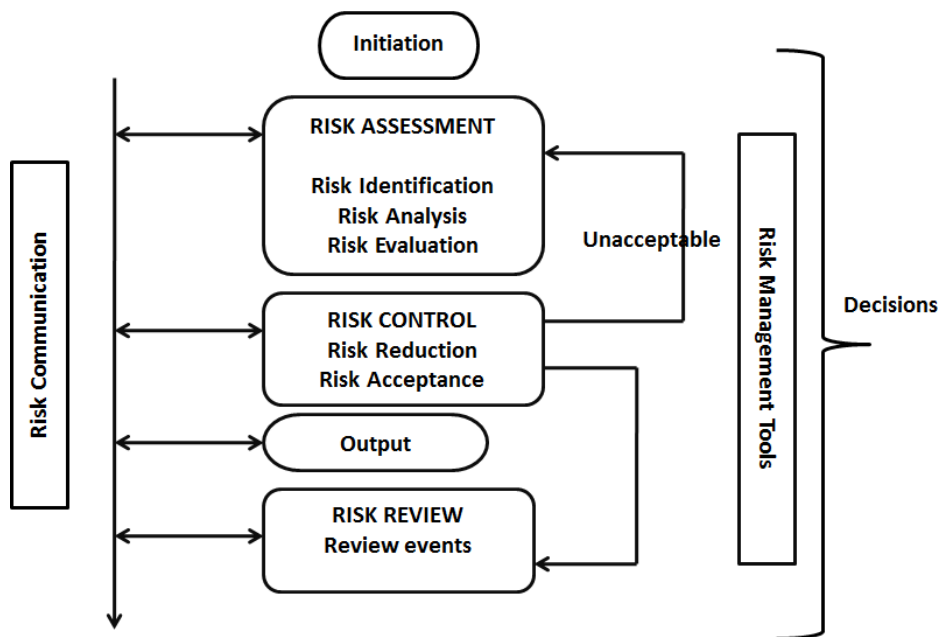 Initiation
RISK ASSESSMENT
Risk Identification
Risk Analysis
Risk Evaluation
Unacceptable
RISK CONTROL
Risk Reduction
Risk Acceptance
Output
RISK REVIEW
Review events
Risk Communication
Risk Management Tools
Decisions